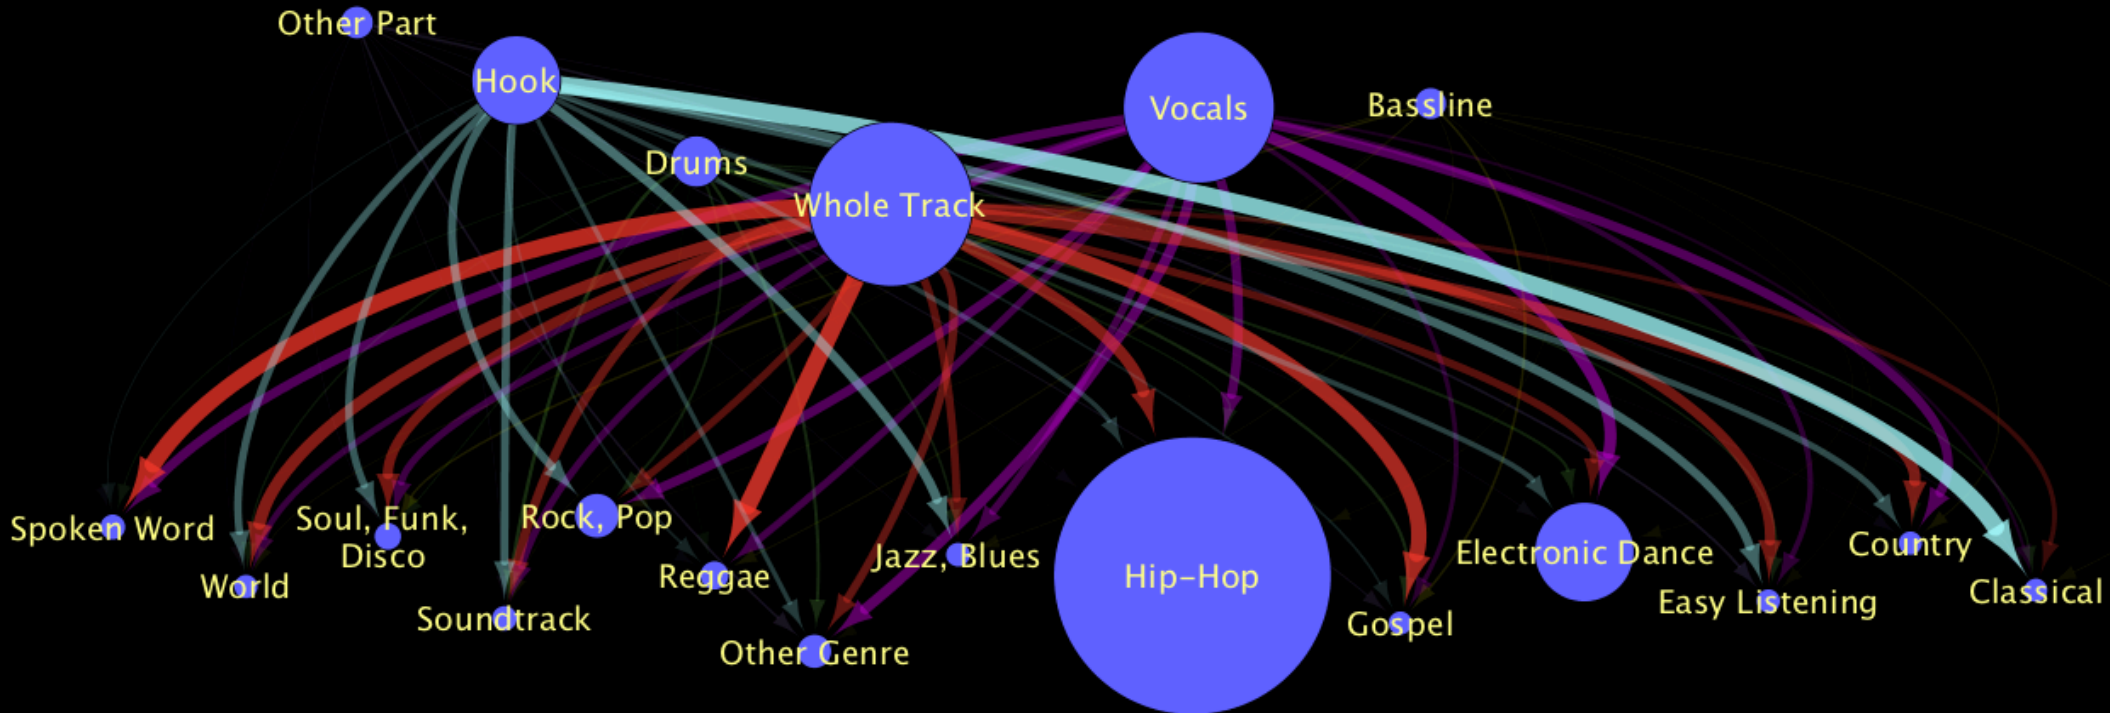 Other Part
Hook
Vocals
Bassline
Drums
Whole Track
Spoken Word
World
Soul, Funk,
Disco
Soundtrack
Rock, Pop
Reggae
Other Genre
Jazz, Blues
Hip-Hop
Gospel
Electronic Dance
Easy Listening
Country
Classical